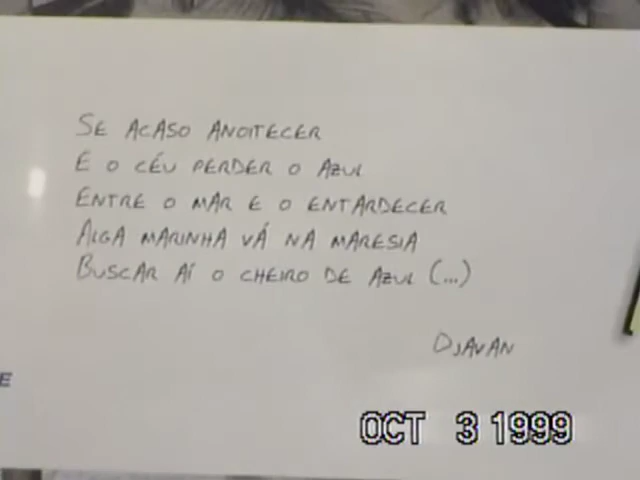 SE ACASO ANOITECER
E O CÉU PERDER O AZUL
ENTRE O MAR E O ENTARDECER
ALGA MARINHA VÁ NA MARESIA
BUSCAR AÍ O CHEIRO DE AZUL (...)
DJAVAN
E
OCT 3 1999